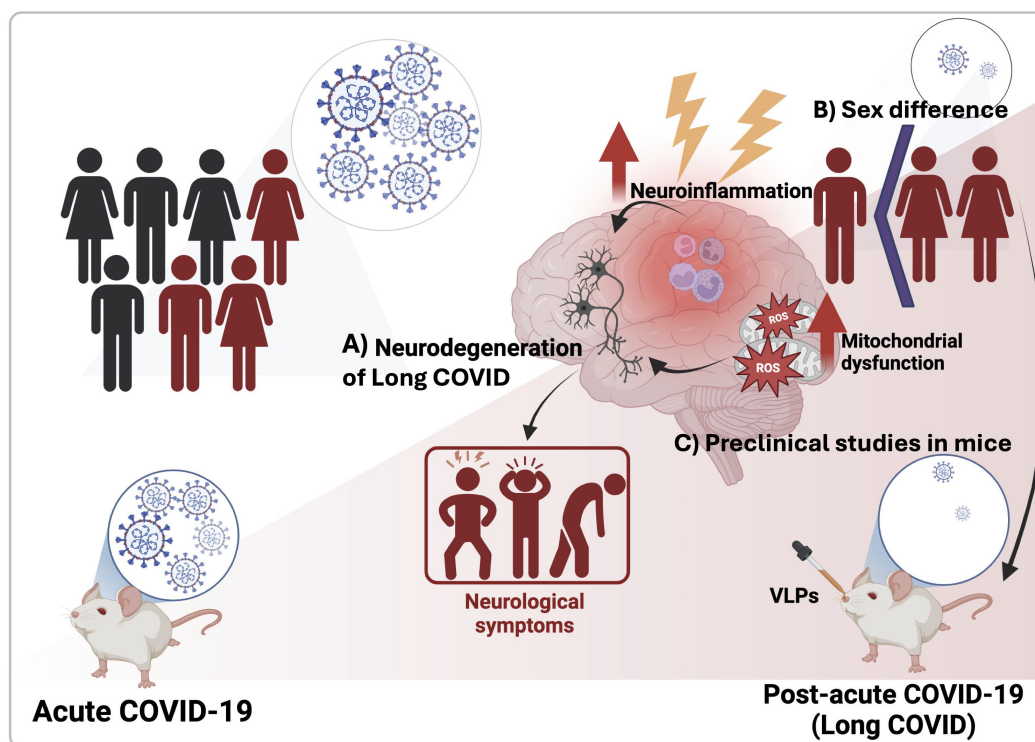 B) Sex difference
Neuroinflammation
ROS
A) Neurodegeneration
of Long COVID
ROS
Mitochondrial
dysfunction
C) Preclinical studies in mice
VLPs
Neurological
symptoms
Acute COVID-19
Post-acute COVID-19
(Long COVID)